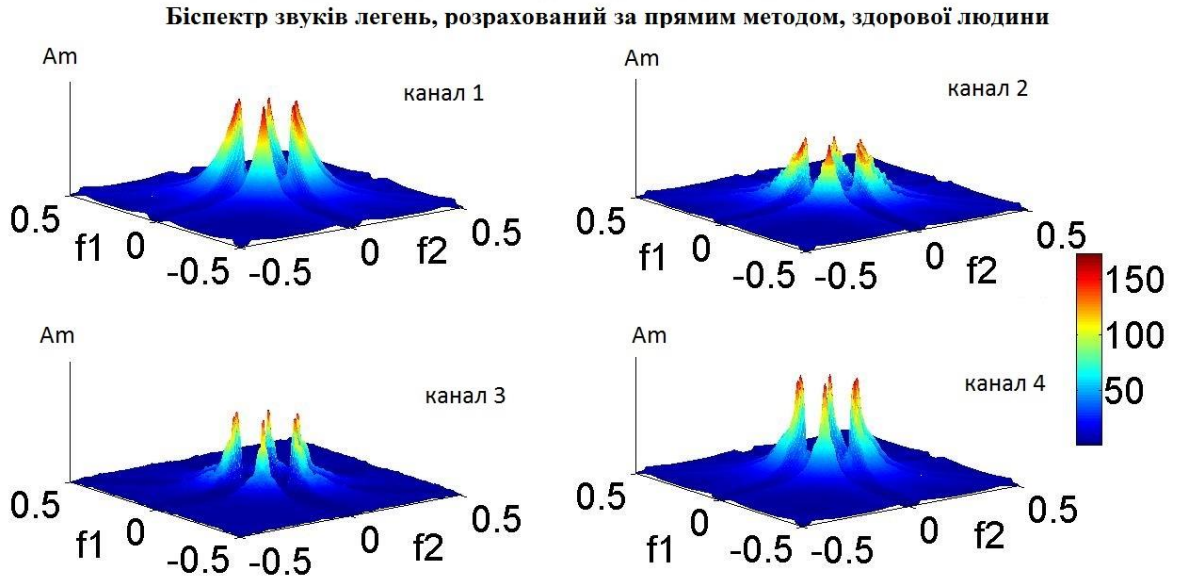 Біспектр звуків легень, розрахований за прямим методом, здорової людини
Am
канал 1
0.5
f1
0
-0.5
-0.5
0
f2
0.5
Am
канал 2
0.5
f1
0
-0.5
-0.5
0
f2
0.5
150
100
50
Am
канал 3
0.5
f1
0
-0.5
-0.5
0
f2
0.5
Am
канал 4
0.5
f1
0
-0.5
-0.5
0
f2
0.5